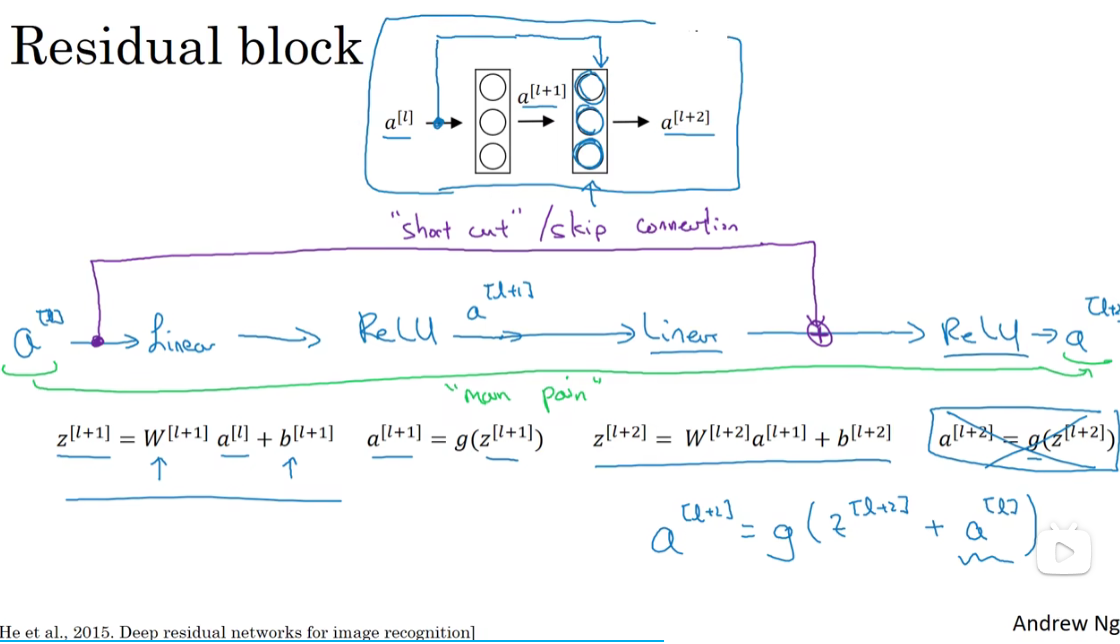 Residual block
a^[l] a^[l+1] a^[l+2]
"short cut" / skip connection
a^[l] Linear ReLU a^[l+1] Linear ReLU a^[l+2
"main path"
z^[l+1] = W^[l+1] a^[l] + b^[l+1] a^[l+1] = g(z^[l+1]) z^[l+2] = W^[l+2]a^[l+1] + b^[l+2] a^[l+2] = g(z^[l+2])
a^[l+2] = g(z^[l+2] + a^[l])
He et al., 2015. Deep residual networks for image recognition]
Andrew Ng